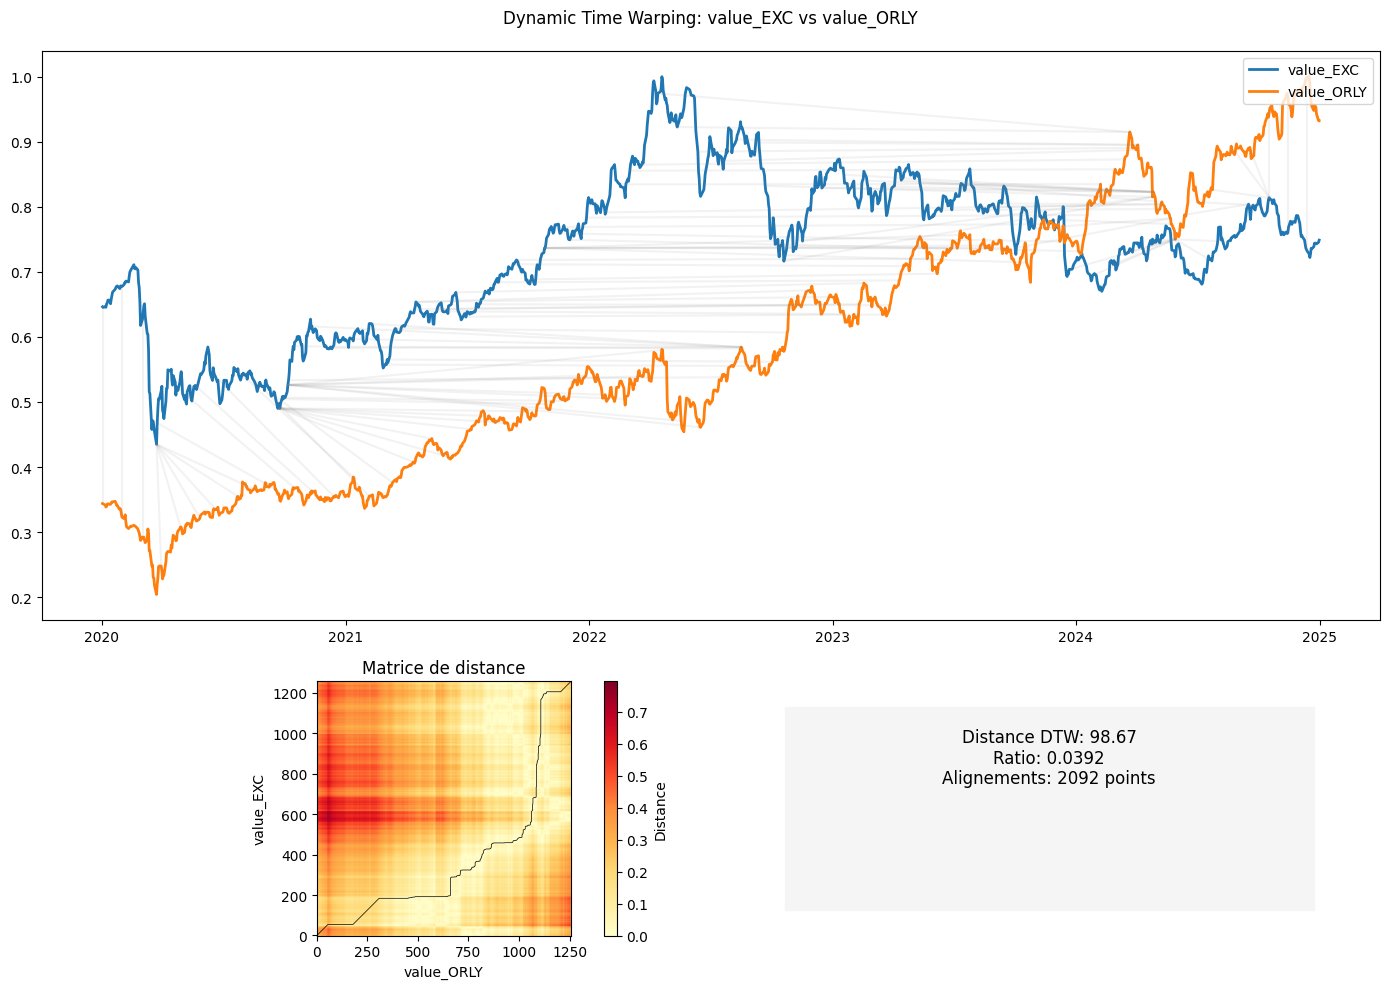 Dynamic Time Warping: value_EXC vs value_ORLY
value_EXC
value_ORLY
1.0
0.9
0.8
0.7
0.6
0.5
0.4
0.3
0.2
2020 2021 2022 2023 2024 2025
Matrice de distance
value_EXC
1200
1000
800
600
400
200
0
0 250 500 750 1000 1250
value_ORLY
0.7
0.6
0.5
0.4
0.3
0.2
0.1
0.0
Distance
Distance DTW: 98.67
Ratio: 0.0392
Alignements: 2092 points